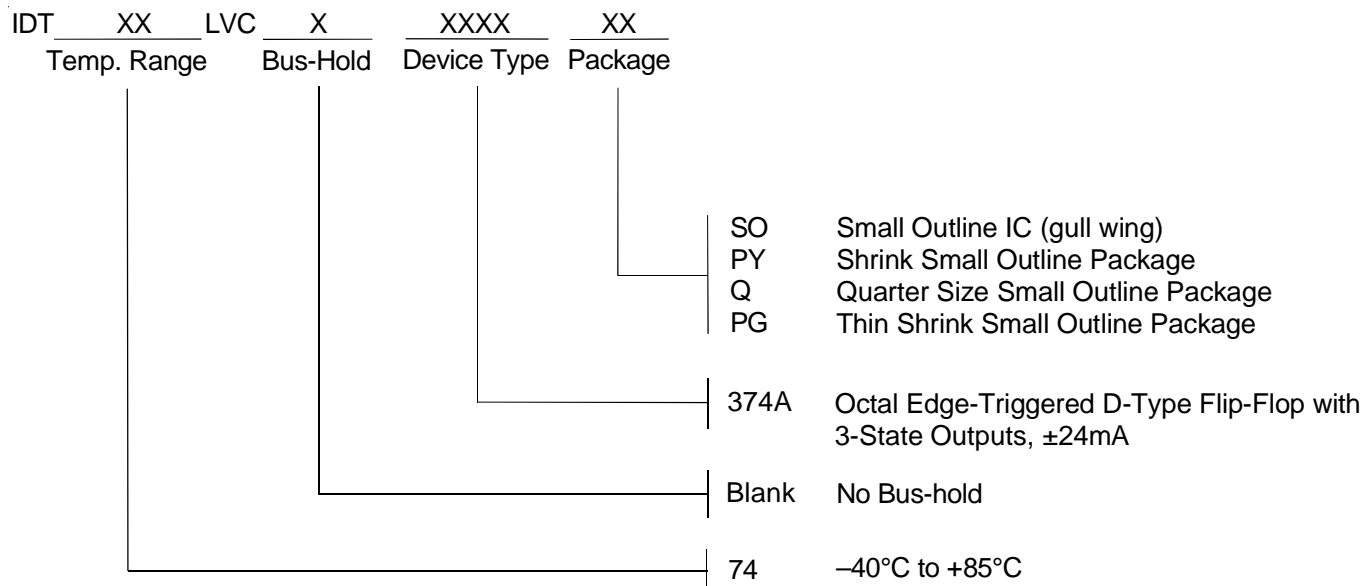 IDT XX LVC X XXXX XX
Temp. Range Bus-Hold Device Type Package
SO Small Outline IC (gull wing)
PY Shrink Small Outline Package
Q Quarter Size Small Outline Package
PG Thin Shrink Small Outline Package
374A Octal Edge-Triggered D-Type Flip-Flop with
3-State Outputs, ±24mA
Blank No Bus-hold
74 –40°C to +85°C